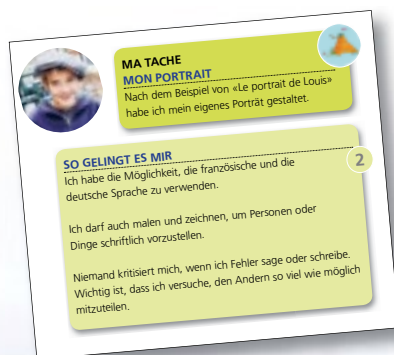 MA TACHE
MON PORTRAIT
Nach dem Beispiel von «Le portrait de Louis»
habe ich mein eigenes Porträt gestaltet.
SO GELINGT ES MIR
2
Ich habe die Möglichkeit, die französische und die
deutsche Sprache zu verwenden.
Ich darf auch malen und zeichnen, um Personen oder
Dinge schriftlich vorzustellen.
Niemand kritisiert mich, wenn ich Fehler sage oder schreibe.
Wichtig ist, dass ich versuche, den Andern so viel wie möglich
mitzuteilen.